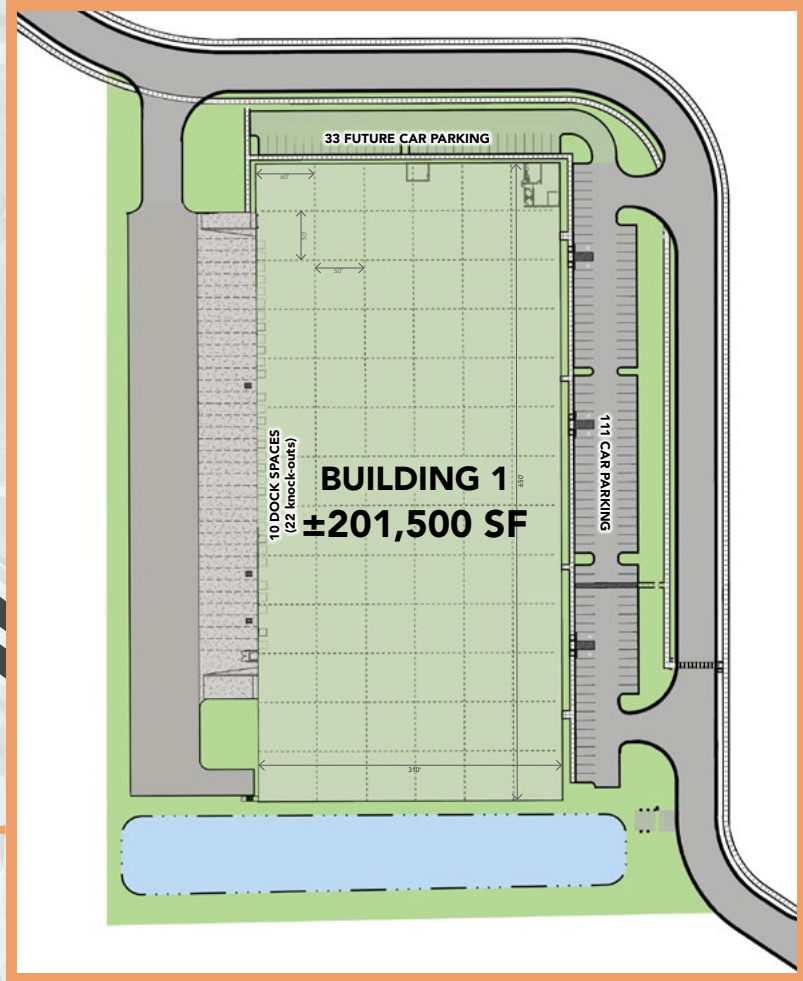 33 FUTURE CAR PARKING
60'
50'
50'
10 DOCK SPACES
(22 knock-outs)
BUILDING 1
±201,500 SF
650'
111 CAR PARKING
310'